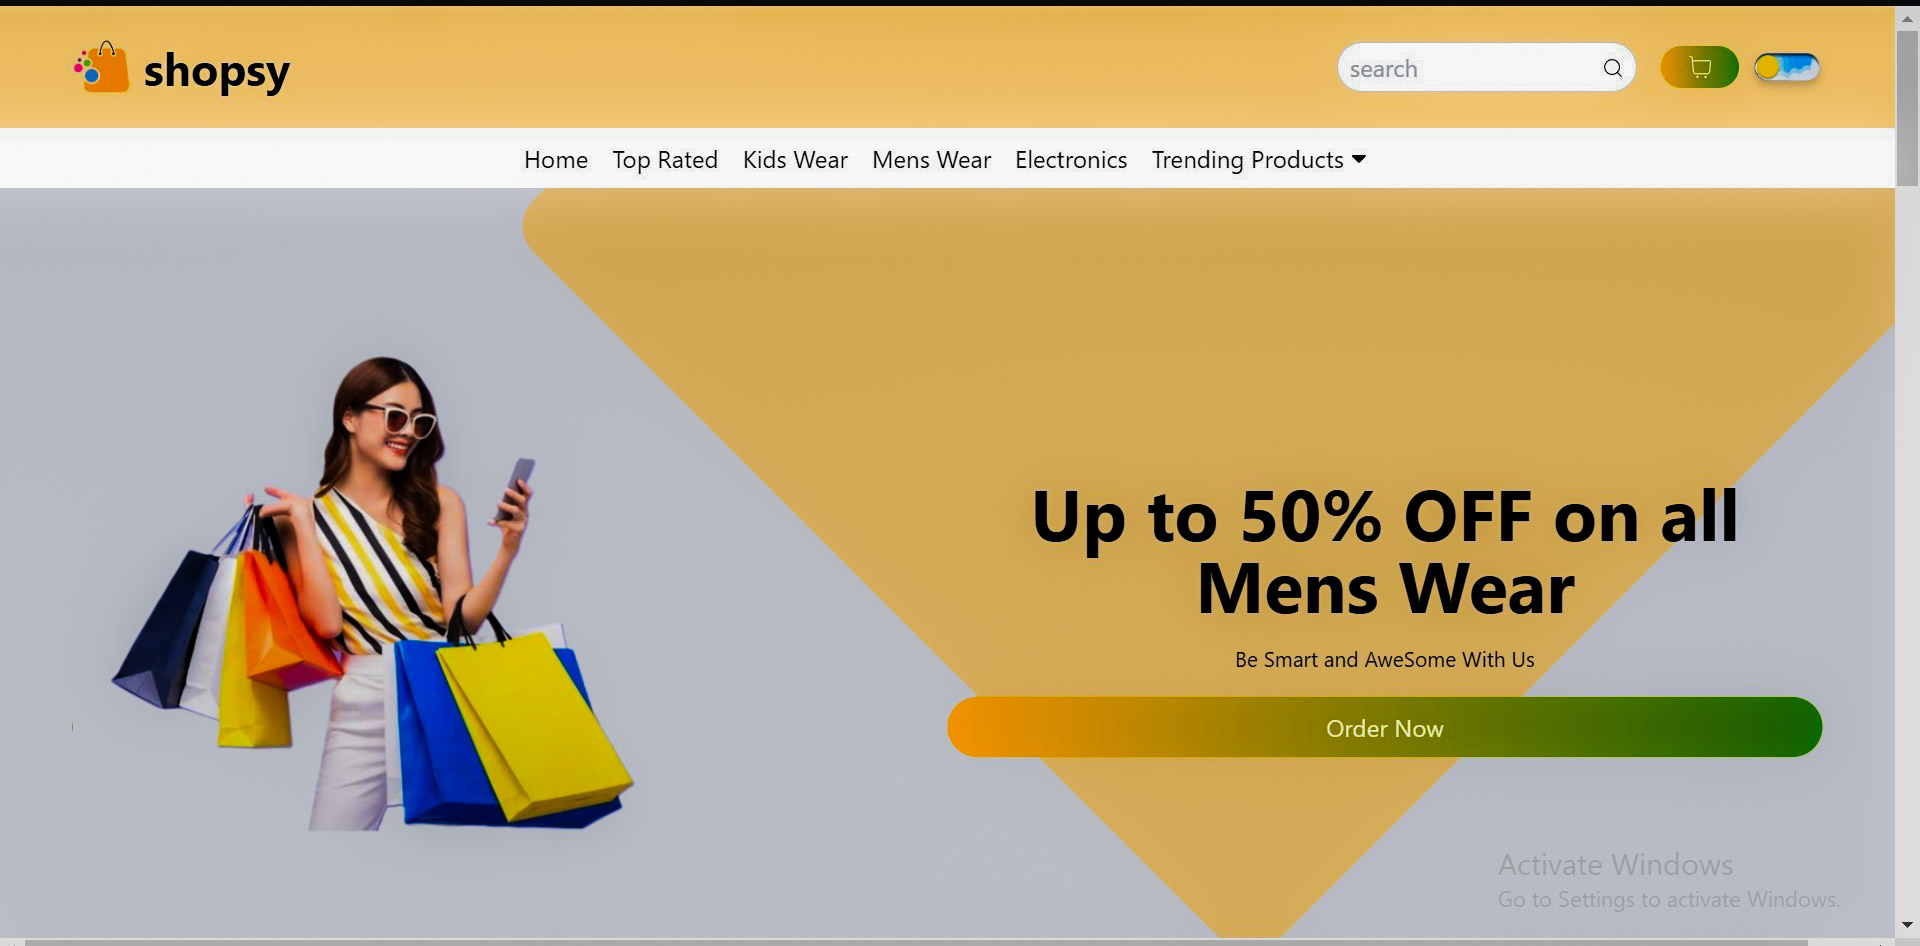 shopsy
search
Home Top Rated Kids Wear Mens Wear Electronics Trending Products
Up to 50% OFF on all
Mens Wear
Be Smart and AweSome With Us
Order Now
Activate Windows
Go to Settings to activate Windows.